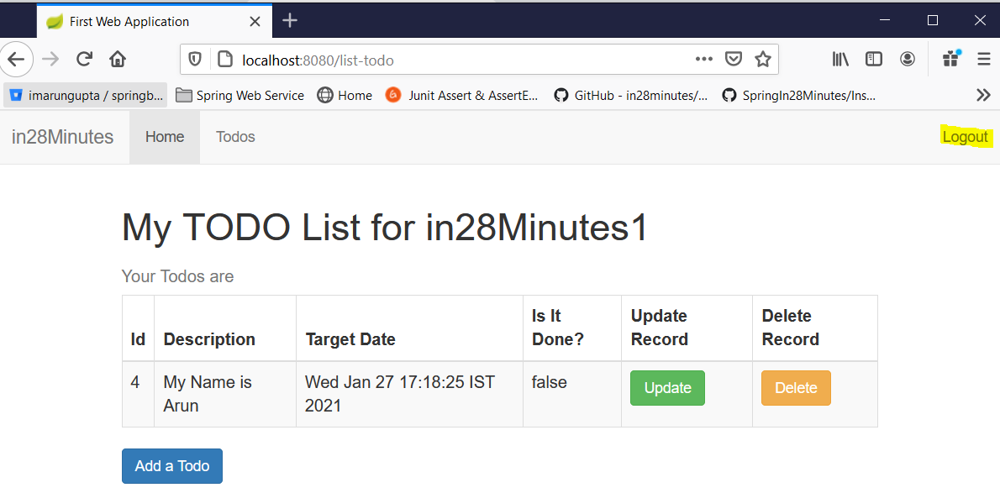 First Web Application
localhost:8080/list-todo
imarungupta / springb... Spring Web Service Home Junit Assert & AssertE... GitHub - in28minutes/... SpringIn28Minutes/Ins...
in28Minutes Home Todos Logout
My TODO List for in28Minutes1
Your Todos are
Id Description Target Date Is It Done? Update Record Delete Record
4 My Name is Arun Wed Jan 27 17:18:25 IST 2021 false Update Delete
Add a Todo